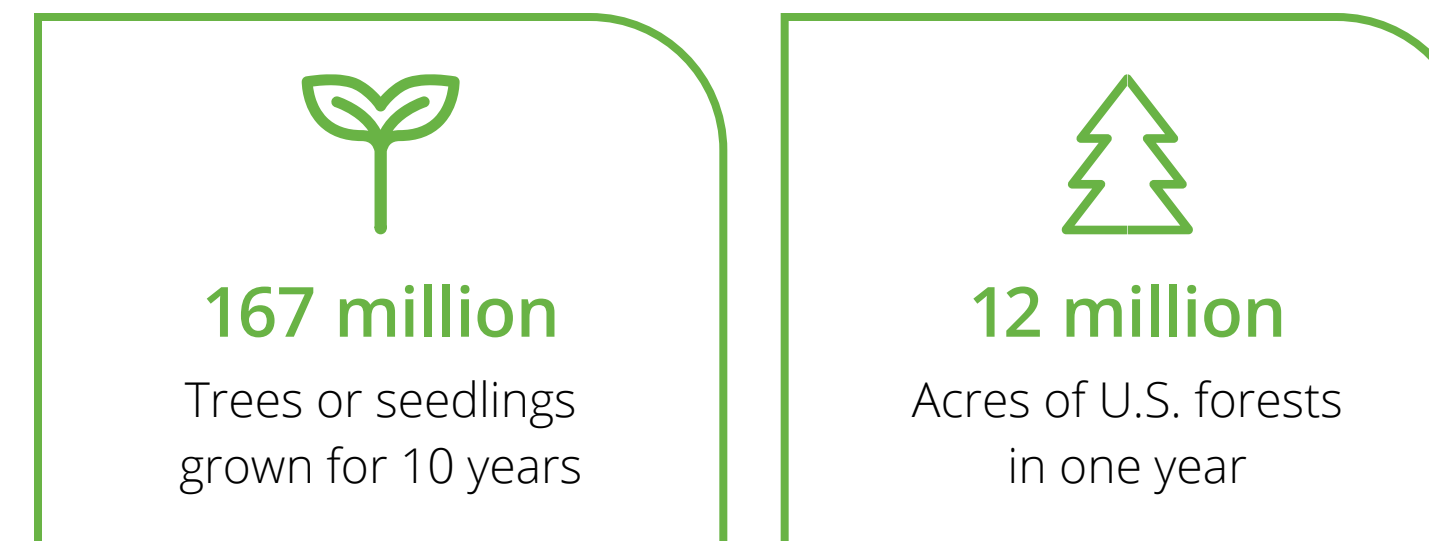 167 million
Trees or seedlings
grown for 10 years
12 million
Acres of U.S. forests
in one year